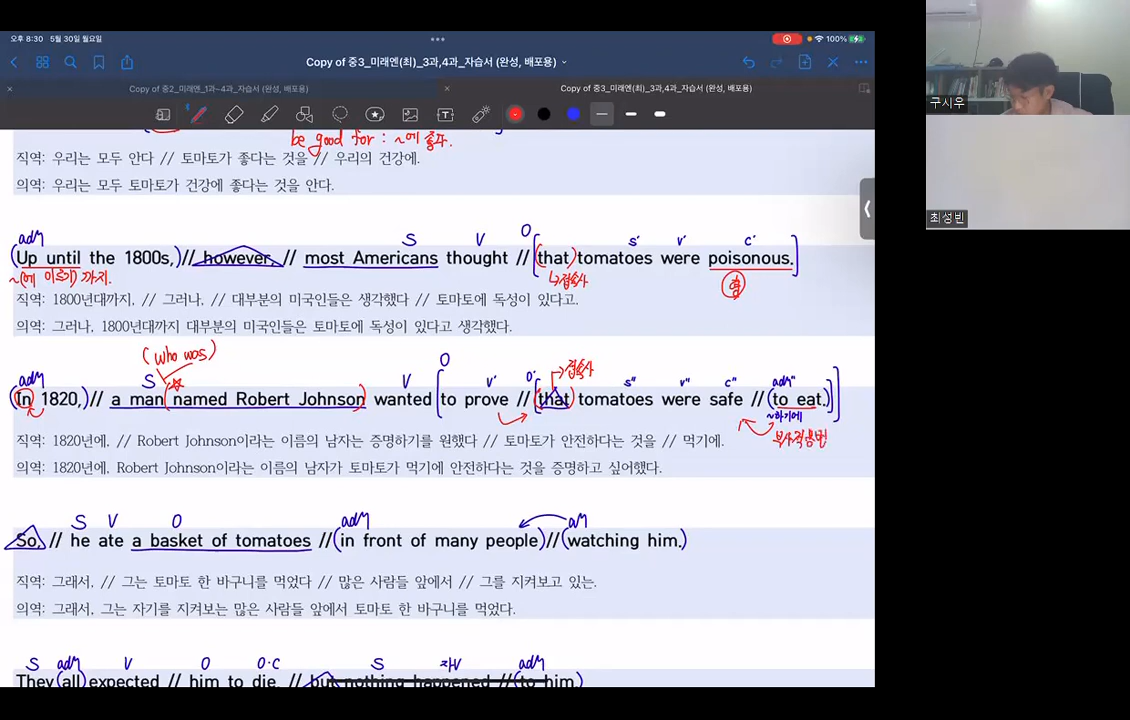 오후 8:30 5월 30일 월요일
100%
Copy of 중3_미래엔(최)_3과,4과_자습서 (완성, 배포용)
Copy of 중2_미래엔_1과~4과_자습서 (완성, 배포용)
Copy of 중3_미래엔(최)_3과,4과_자습서 (완성, 배포용)
구시우
최성빈
be good for : ~에 좋다.
직역: 우리는 모두 안다 // 토마토가 좋다는 것을 // 우리의 건강에.
의역: 우리는 모두 토마토가 건강에 좋다는 것을 안다.
S V O S' V' C'
(Up until the 1800s,) // however, // most Americans thought // [(that) tomatoes were poisonous.]
~(에 이르기)까지. 접속사 형
직역: 1800년대까지, // 그러나, // 대부분의 미국인들은 생각했다 // 토마토에 독성이 있다고.
의역: 그러나, 1800년대까지 대부분의 미국인들은 토마토에 독성이 있다고 생각했다.
(who was) 접속사
S V O V' O' S" V" C"
(In 1820,) // a man (named Robert Johnson) wanted [to prove // [(that) tomatoes were safe // (to eat.)]]
~하기에
부사적용법
직역: 1820년에, // Robert Johnson이라는 이름의 남자는 증명하기를 원했다 // 토마토가 안전하다는 것을 // 먹기에.
의역: 1820년에, Robert Johnson이라는 이름의 남자가 토마토가 먹기에 안전하다는 것을 증명하고 싶어했다.
S V O
So, // he ate a basket of tomatoes // (in front of many people) // (watching him.)
직역: 그래서, // 그는 토마토 한 바구니를 먹었다 // 많은 사람들 앞에서 // 그를 지켜보고 있는.
의역: 그래서, 그는 자기를 지켜보는 많은 사람들 앞에서 토마토 한 바구니를 먹었다.
S V O O·C S 자V
They (all) expected // him to die, // but nothing happened // (to him)